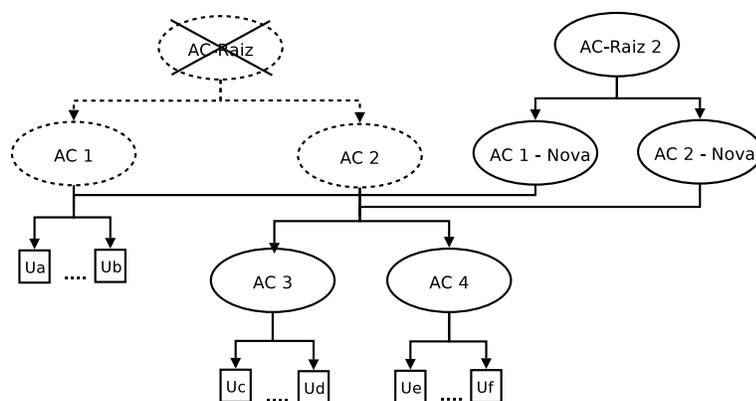 AC-Raiz
AC-Raiz 2
AC 1
AC 2
AC 1 - Nova
AC 2 - Nova
Ua
....
Ub
AC 3
AC 4
Uc
....
Ud
Ue
....
Uf